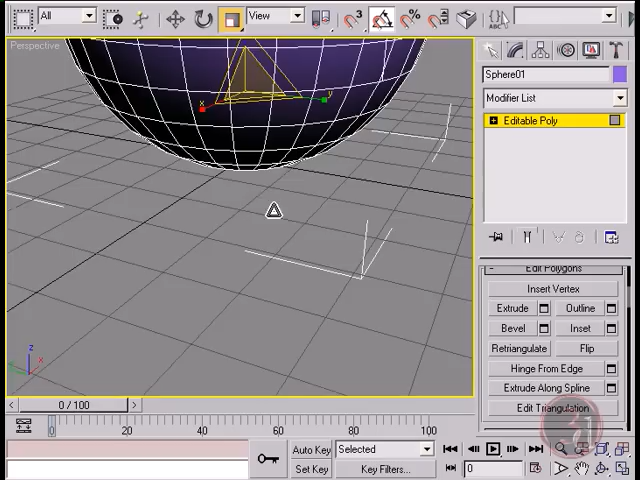 All
View
Perspective
x
y
z
x
Sphere01
Modifier List
Editable Poly
Edit Polygons
Insert Vertex
Extrude
Outline
Bevel
Inset
Retriangulate
Flip
Hinge From Edge
Extrude Along Spline
Edit Triangulation
0 / 100
0
20
40
60
80
100
Auto Key
Selected
Set Key
Key Filters...
0